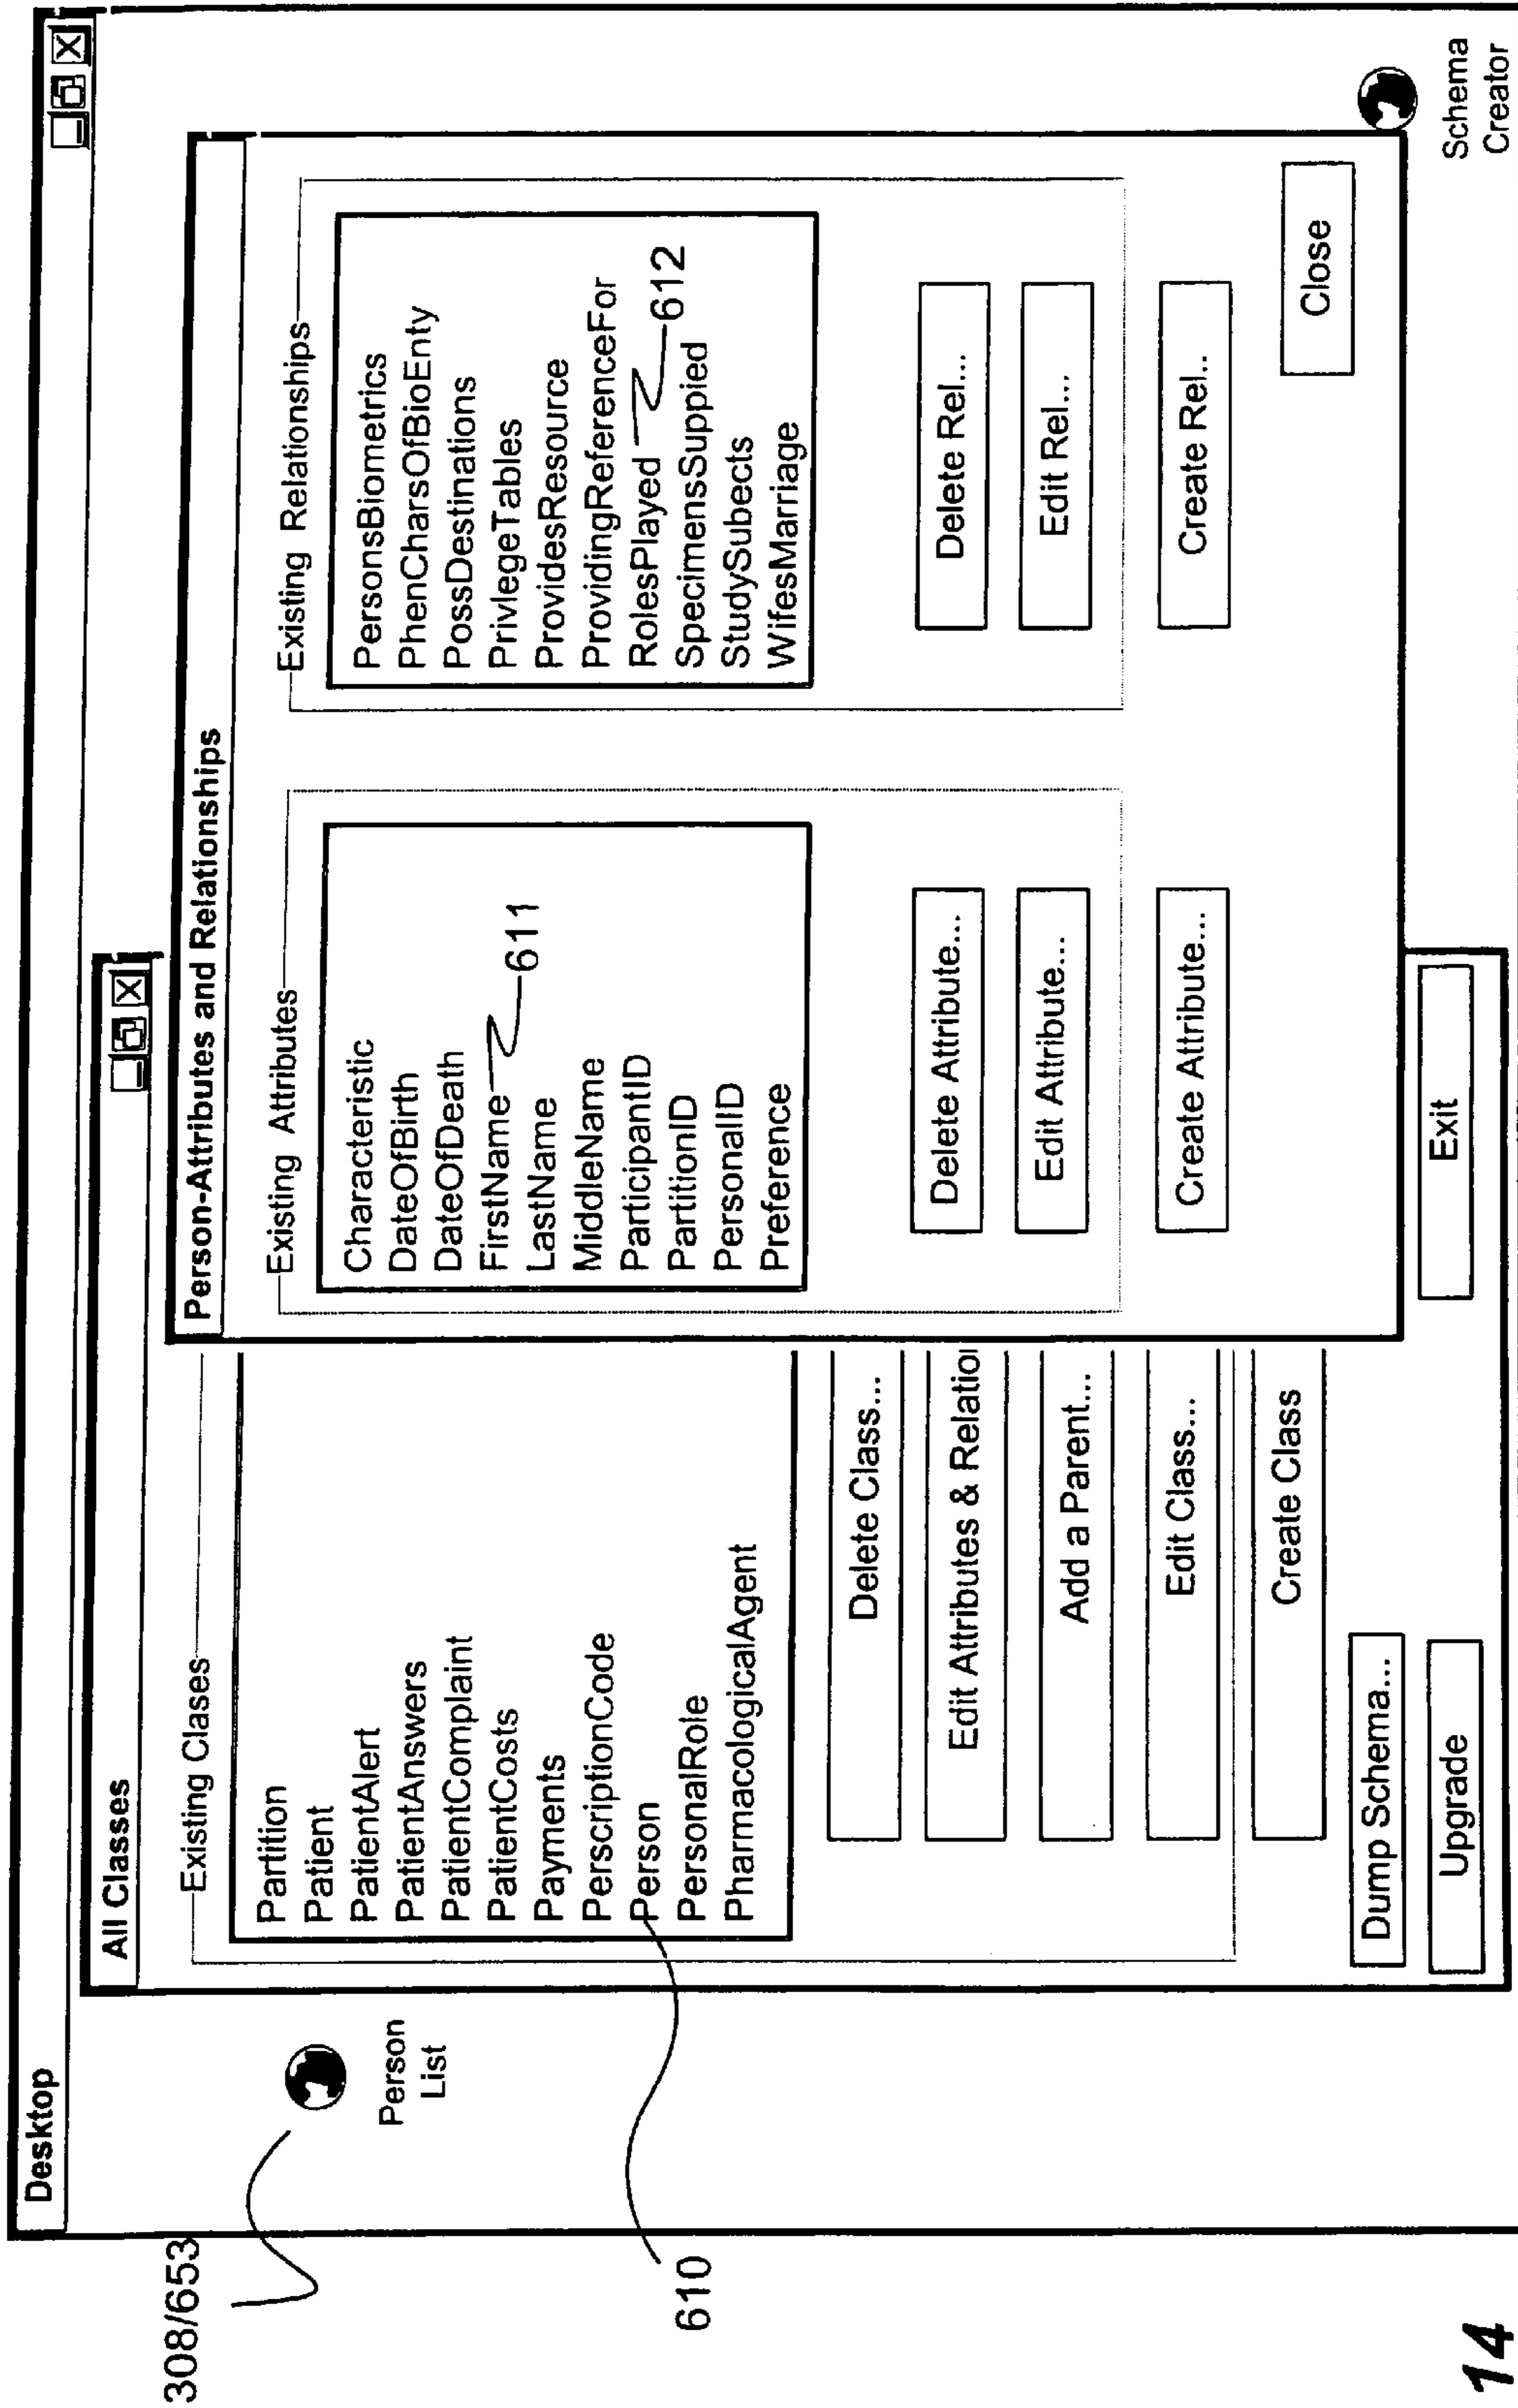 308/653
Desktop
Person
List
All Classes
Existing Clases
Partition
Patient
PatientAlert
PatientAnswers
PatientComplaint
PatientCosts
Payments
PerscriptionCode
Person
PersonalRole
PharmacologicalAgent
610
Delete Class...
Edit Attributes & Relation
Add a Parent...
Edit Class...
Create Class
Dump Schema...
Upgrade
Exit
Person-Attributes and Relationships
Existing Attributes
Characteristic
DateOfBirth
DateOfDeath
FirstName 611
LastName
MiddleName
ParticipantID
PartitionID
PersonalID
Preference
Delete Attribute...
Edit Attribute...
Create Attribute...
Existing Relationships
PersonsBiometrics
PhenCharsOfBioEnty
PossDestinations
PrivlegeTables
ProvidesResource
ProvidingReferenceFor
RolesPlayed 612
SpecimensSuppied
StudySubects
WifesMarriage
Delete Rel...
Edit Rel...
Create Rel..
Close
Schema
Creator
14